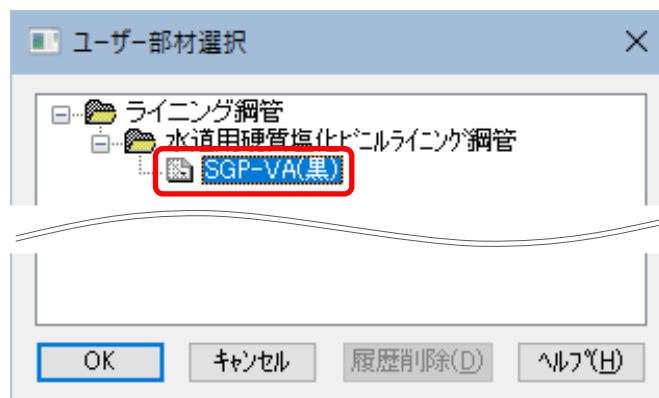 ユーザー部材選択
ライニング鋼管
水道用硬質塩化ビニルライニング鋼管
SGP-VA(黒)
OK キャンセル 履歴削除(D) ヘルプ(H)